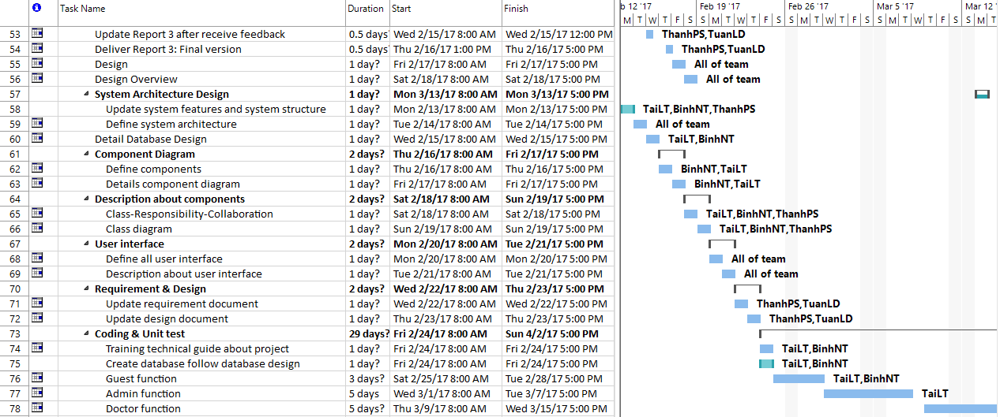 Task Name Duration Start Finish b 12 '17 Feb 19 '17 Feb 26 '17 Mar 5 '17 Mar 12 '
M T W T F S S M T W T F S S M T W T F S S M T W T F S S M T
53 Update Report 3 after receive feedback 0.5 days? Wed 2/15/17 8:00 AM Wed 2/15/17 12:00 PM ThanhPS,TuanLD
54 Deliver Report 3: Final version 0.5 days Thu 2/16/17 1:00 PM Thu 2/16/17 5:00 PM ThanhPS,TuanLD
55 Design 1 day? Fri 2/17/17 8:00 AM Fri 2/17/17 5:00 PM All of team
56 Design Overview 1 day? Sat 2/18/17 8:00 AM Sat 2/18/17 5:00 PM All of team
57 System Architecture Design 1 day? Mon 3/13/17 8:00 AM Mon 3/13/17 5:00 PM
58 Update system features and system structure 1 day? Mon 2/13/17 8:00 AM Mon 2/13/17 5:00 PM TaiLT,BinhNT,ThanhPS
59 Define system architecture 1 day? Tue 2/14/17 8:00 AM Tue 2/14/17 5:00 PM All of team
60 Detail Database Design 1 day? Wed 2/15/17 8:00 AM Wed 2/15/17 5:00 PM TaiLT,BinhNT
61 Component Diagram 2 days? Thu 2/16/17 8:00 AM Fri 2/17/17 5:00 PM
62 Define components 1 day? Thu 2/16/17 8:00 AM Thu 2/16/17 5:00 PM BinhNT,TaiLT
63 Details component diagram 1 day? Fri 2/17/17 8:00 AM Fri 2/17/17 5:00 PM BinhNT,TaiLT
64 Description about components 2 days? Sat 2/18/17 8:00 AM Sun 2/19/17 5:00 PM
65 Class-Responsibility-Collaboration 1 day? Sat 2/18/17 8:00 AM Sat 2/18/17 5:00 PM TaiLT,BinhNT,ThanhPS
66 Class diagram 1 day? Sun 2/19/17 8:00 AM Sun 2/19/17 5:00 PM TaiLT,BinhNT,ThanhPS
67 User interface 2 days? Mon 2/20/17 8:00 AM Tue 2/21/17 5:00 PM
68 Define all user interface 1 day? Mon 2/20/17 8:00 AM Mon 2/20/17 5:00 PM All of team
69 Description about user interface 1 day? Tue 2/21/17 8:00 AM Tue 2/21/17 5:00 PM All of team
70 Requirement & Design 2 days? Wed 2/22/17 8:00 AM Thu 2/23/17 5:00 PM
71 Update requirement document 1 day? Wed 2/22/17 8:00 AM Wed 2/22/17 5:00 PM ThanhPS,TuanLD
72 Update design document 1 day? Thu 2/23/17 8:00 AM Thu 2/23/17 5:00 PM ThanhPS,TuanLD
73 Coding & Unit test 29 days? Fri 2/24/17 8:00 AM Sun 4/2/17 5:00 PM
74 Training technical guide about project 1 day? Fri 2/24/17 8:00 AM Fri 2/24/17 5:00 PM TaiLT,BinhNT
75 Create database follow database design 1 day? Fri 2/24/17 8:00 AM Fri 2/24/17 5:00 PM TaiLT,BinhNT
76 Guest function 3 days? Sat 2/25/17 8:00 AM Tue 2/28/17 5:00 PM TaiLT,BinhNT
77 Admin function 5 days Wed 3/1/17 8:00 AM Tue 3/7/17 5:00 PM TaiLT
78 Doctor function 5 days? Thu 3/9/17 8:00 AM Wed 3/15/17 5:00 PM